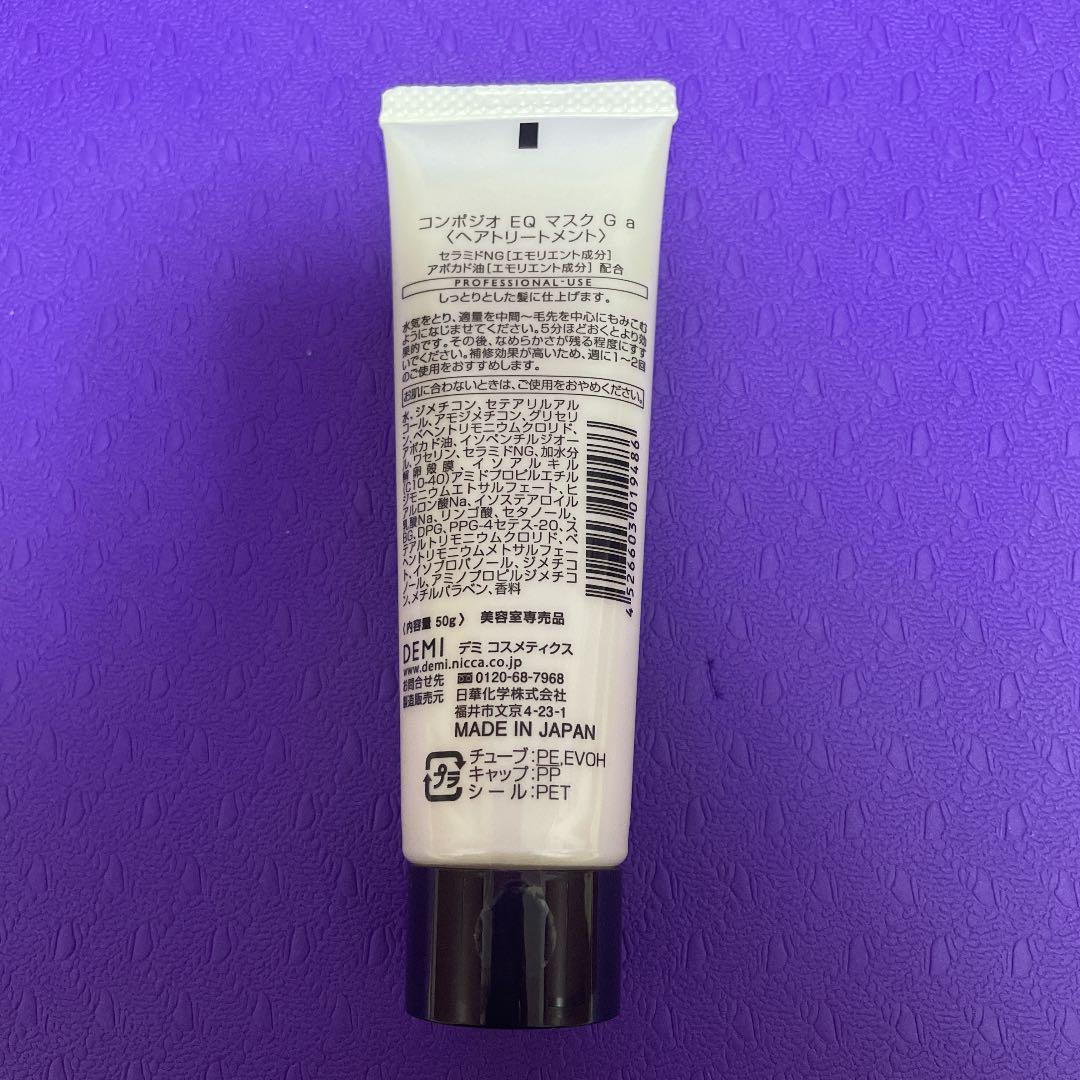 コンポジオ EQ マスク G a
〈ヘアトリートメント〉
セラミドNG[エモリエント成分]
アボカド油[エモリエント成分] 配合
PROFESSIONAL-USE
しっとりとした髪に仕上げます。
水気をとり、適量を中間〜毛先を中心にもみこむ
ようになじませてください。5分ほどおくとより効
果的です。その後、なめらかさが残る程度にすす
いでください。補修効果が高いため、週に1〜2回
のご使用をおすすめします。
お肌に合わないときは、ご使用をおやめください。
水、ジメチコン、セテアリルアル
コール、アモジメチコン、グリセリ
ン、ベヘントリモニウムクロリド、
アボカド油、イソペンチルジオー
ル、ワセリン、セラミドNG、加水分
解卵殻膜、イソアルキル
(C10-40)アミドプロピルエチル
ジモニウムエトサルフェート、ヒ
アルロン酸Na、イソステアロイル
乳酸Na、リンゴ酸、セタノール、
BG、DPG、PPG-4セテス-20、ス
テアルトリモニウムクロリド、ベ
ヘントリモニウムメトサルフェー
ト、イソプロパノール、ジメチコ
ノール、アミノプロピルジメチコ
ン、メチルパラベン、香料
4526603019486
〈内容量 50g〉 美容室専売品
DEMI デミ コスメティクス
www.demi.nicca.co.jp
お問合せ先 0120-68-7968
製造販売元 日華化学株式会社
福井市文京4-23-1
MADE IN JAPAN
プラ
チューブ:PE,EVOH
キャップ:PP
シール:PET